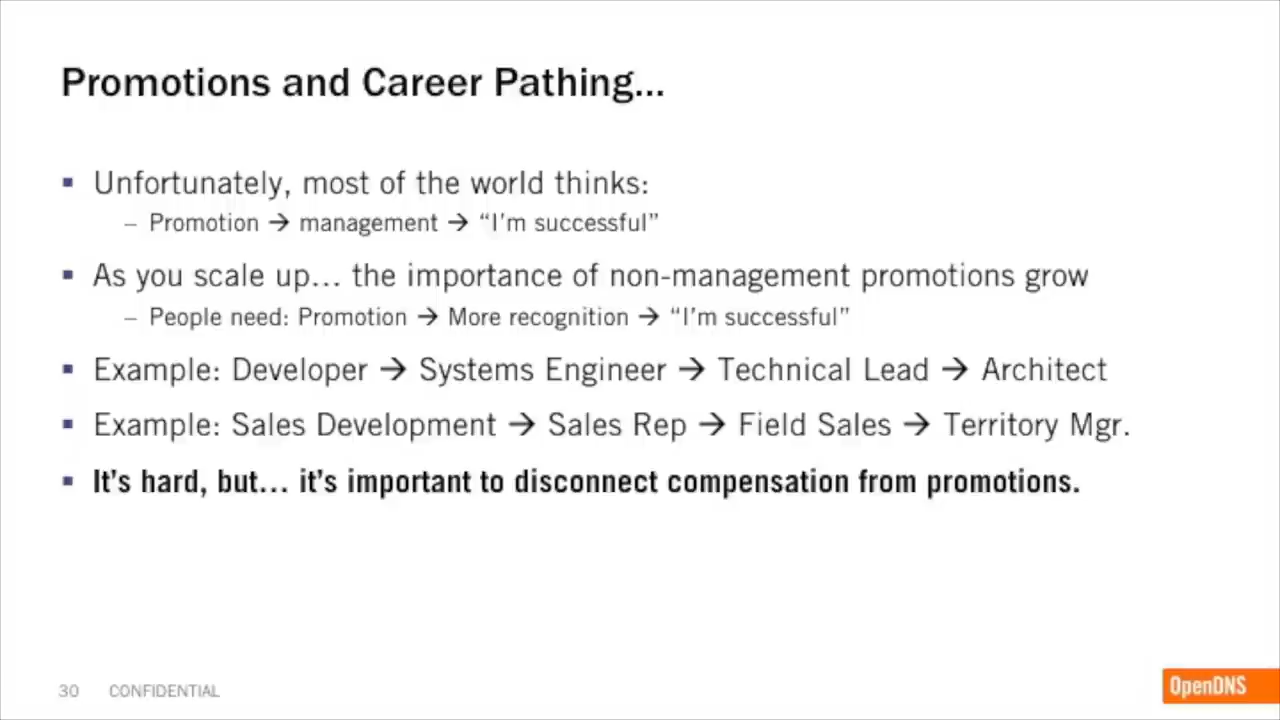 Promotions and Career Pathing...
▪ Unfortunately, most of the world thinks:
– Promotion → management → “I’m successful”
▪ As you scale up... the importance of non-management promotions grow
– People need: Promotion → More recognition → “I’m successful”
▪ Example: Developer → Systems Engineer → Technical Lead → Architect
▪ Example: Sales Development → Sales Rep → Field Sales → Territory Mgr.
▪ It’s hard, but... it’s important to disconnect compensation from promotions.
30 CONFIDENTIAL
OpenDNS